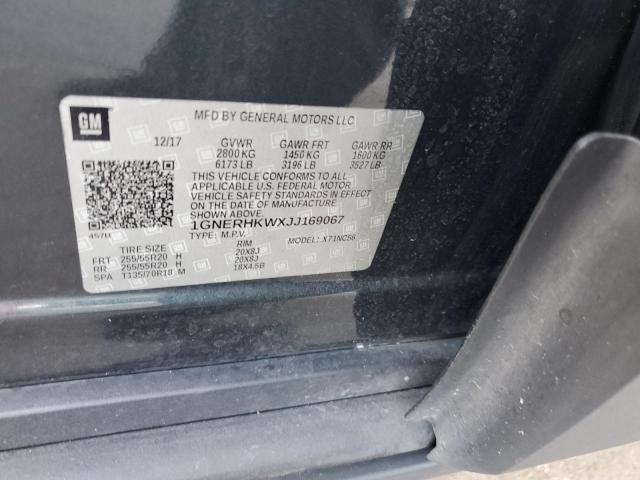 GM
MFD BY GENERAL MOTORS LLC
12/17 GVWR GAWR FRT GAWR RR
2800 KG 1450 KG 1600 KG
6173 LB 3196 LB 3527 LB
THIS VEHICLE CONFORMS TO ALL
APPLICABLE U.S. FEDERAL MOTOR
VEHICLE SAFETY STANDARDS IN EFFECT
ON THE DATE OF MANUFACTURE SHOWN ABOVE.
1GNERHKWXJJ169067
TYPE: M.P.V. MODEL: X71NC56
TIRE SIZE RIM
FRT 255/55R20 H 20X8J
RR 255/55R20 H 20X8J
SPA T135/70R18 M 18X4.5B